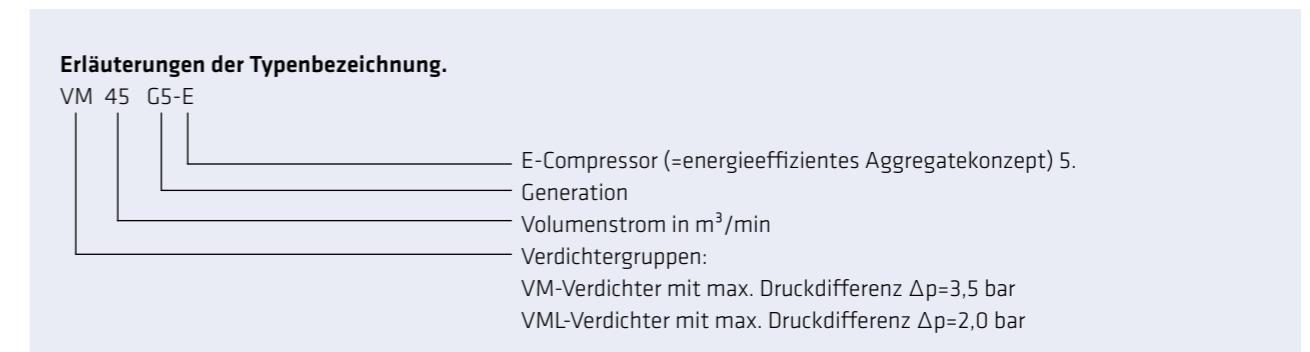 Erläuterungen der Typenbezeichnung.
VM 45 G5-E
E-Compressor (=energieeffizientes Aggregatekonzept) 5.
Generation
Volumenstrom in m³/min
Verdichtergruppen:
VM-Verdichter mit max. Druckdifferenz Δp=3,5 bar
VML-Verdichter mit max. Druckdifferenz Δp=2,0 bar